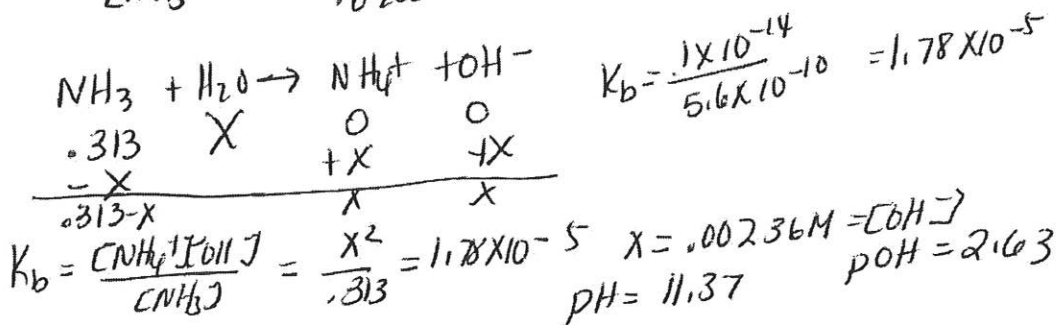 NH3 + H2O → NH4+ + OH-
Kb = 1X10-14 / 5.6X10-10 = 1.78X10-5
.313 X 0 0
-X +X +X
.313-X X X
Kb = [NH4+][OH] / [NH3] = X2 / .313 = 1.78X10-5
X = .00236M = [OH-]
pH = 11.37
pOH = 2.63